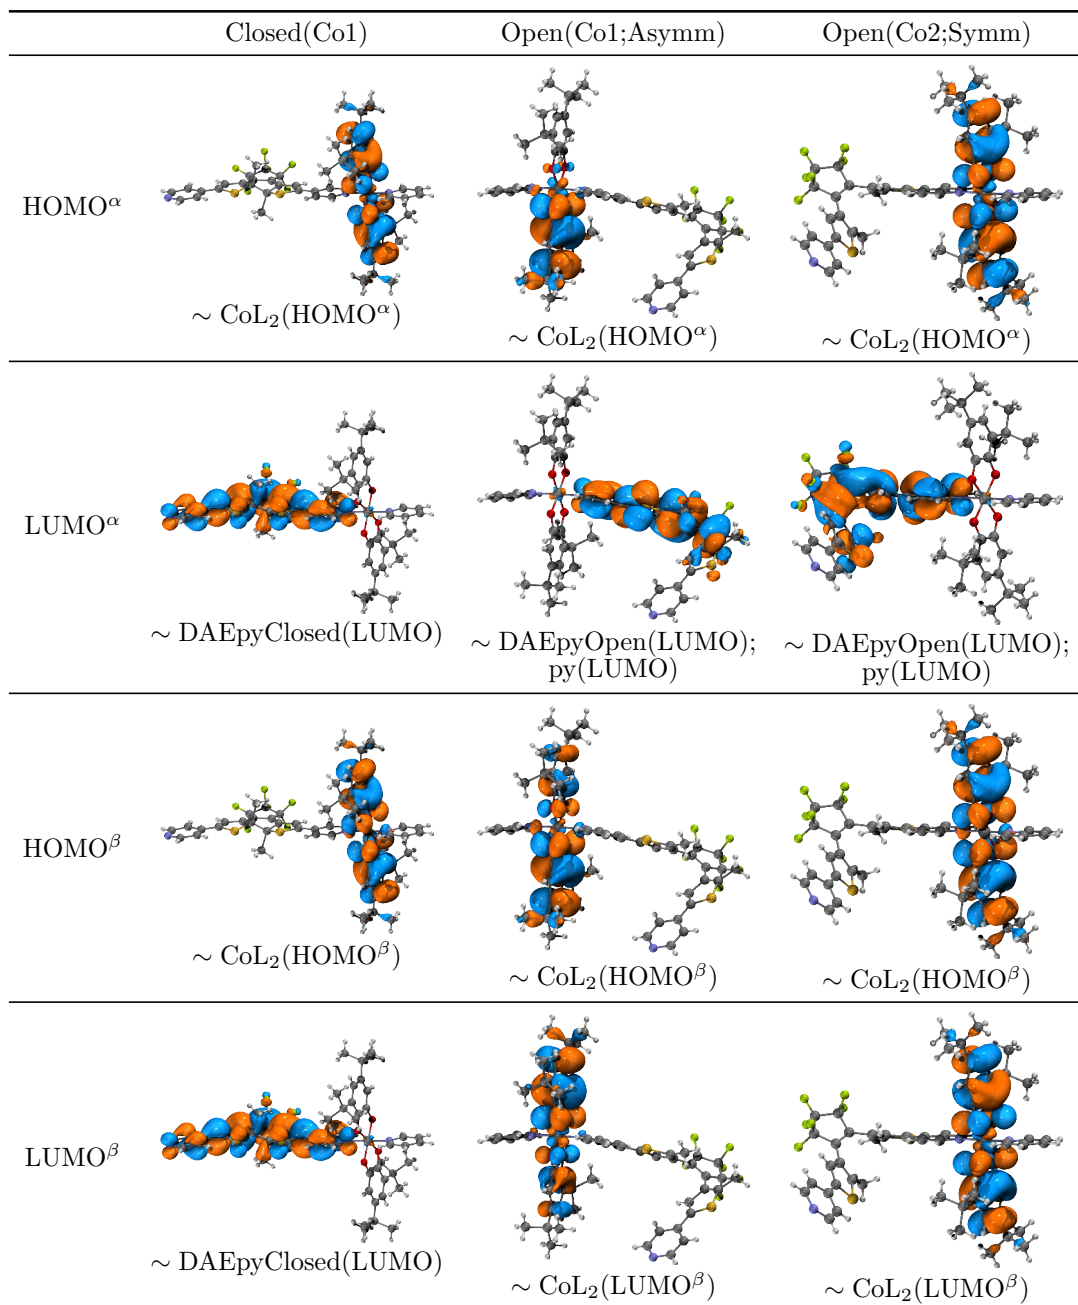 Closed(Co1) Open(Co1;Asymm) Open(Co2;Symm)
HOMO^α
∼ CoL₂(HOMO^α) ∼ CoL₂(HOMO^α) ∼ CoL₂(HOMO^α)
LUMO^α
∼ DAEpyClosed(LUMO) ∼ DAEpyOpen(LUMO); ∼ DAEpyOpen(LUMO);
py(LUMO) py(LUMO)
HOMO^β
∼ CoL₂(HOMO^β) ∼ CoL₂(HOMO^β) ∼ CoL₂(HOMO^β)
LUMO^β
∼ DAEpyClosed(LUMO) ∼ CoL₂(LUMO^β) ∼ CoL₂(LUMO^β)